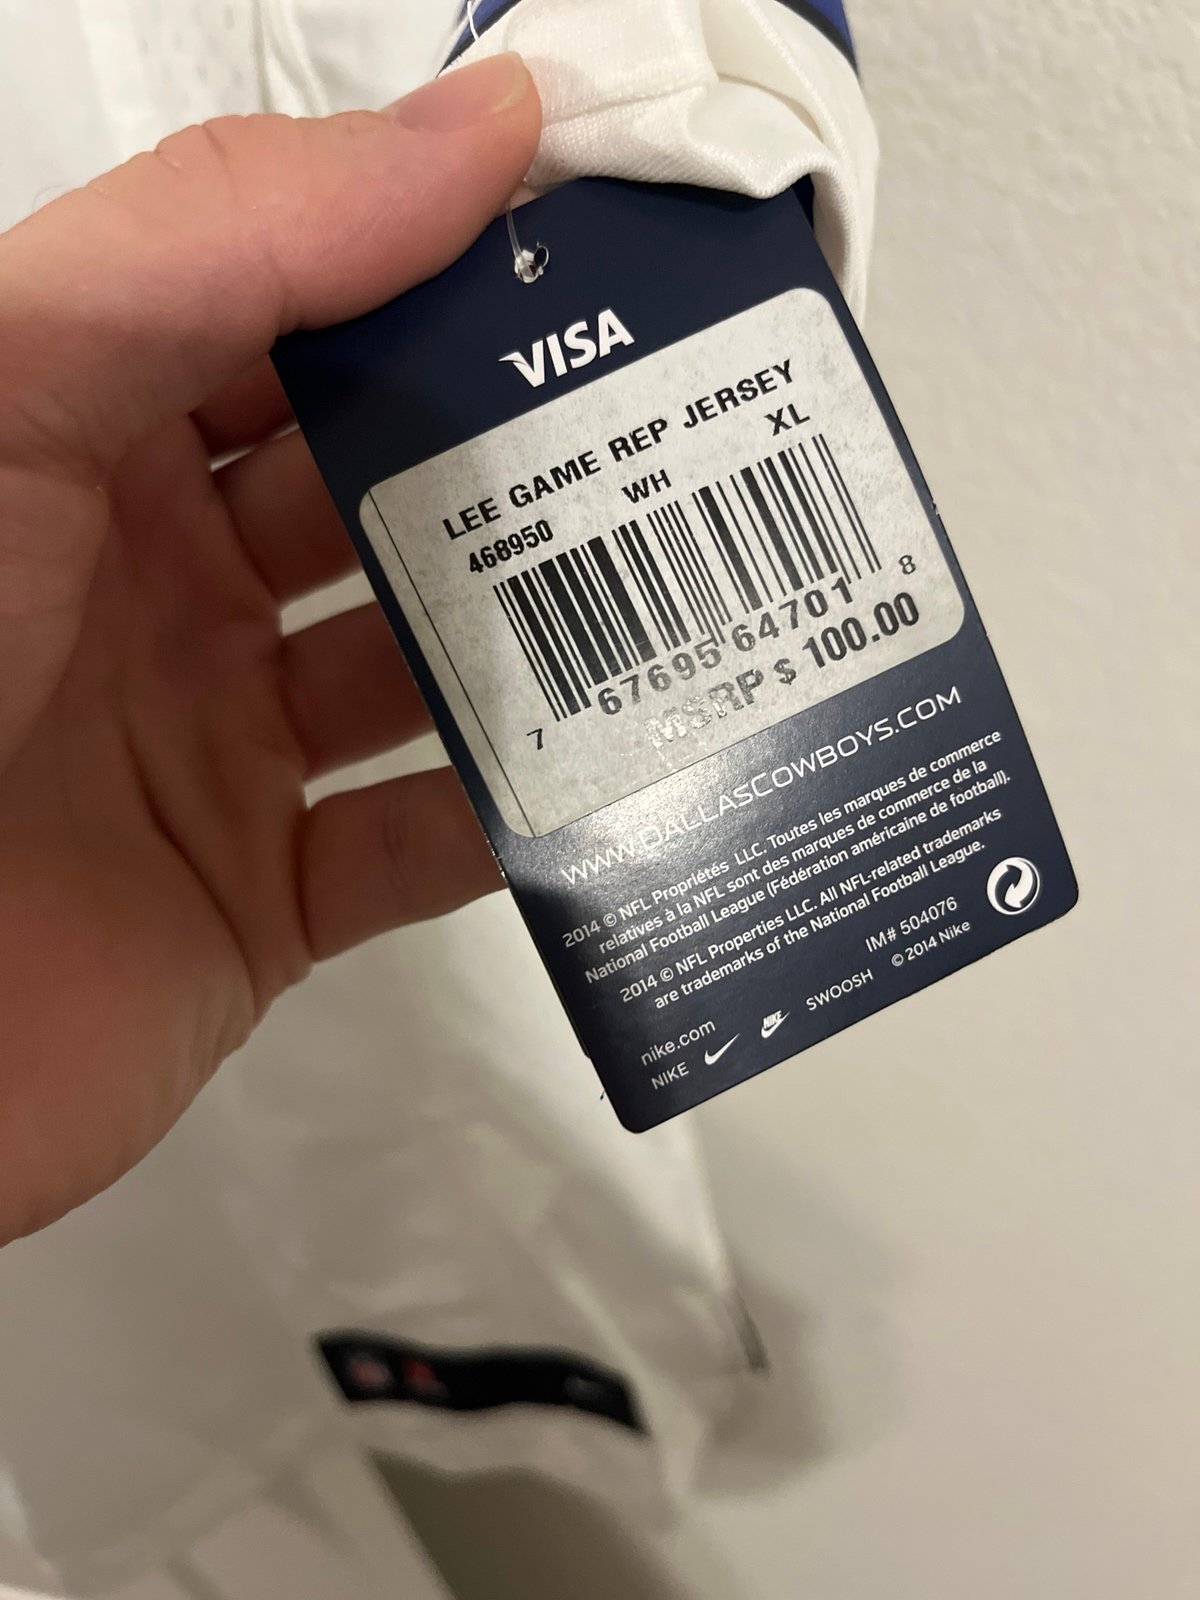 VISA
LEE GAME REP JERSEY
468950 WH XL
7 67695 64701 8
MSRP $ 100.00
WWW.DALLASCOWBOYS.COM
2014 © NFL Propriétés LLC. Toutes les marques de commerce
relatives à la NFL sont des marques de commerce de la
National Football League (Fédération américaine de football).
2014 © NFL Properties LLC. All NFL-related trademarks
are trademarks of the National Football League.
IM# 504076
© 2014 Nike
nike.com
NIKE NIKE SWOOSH